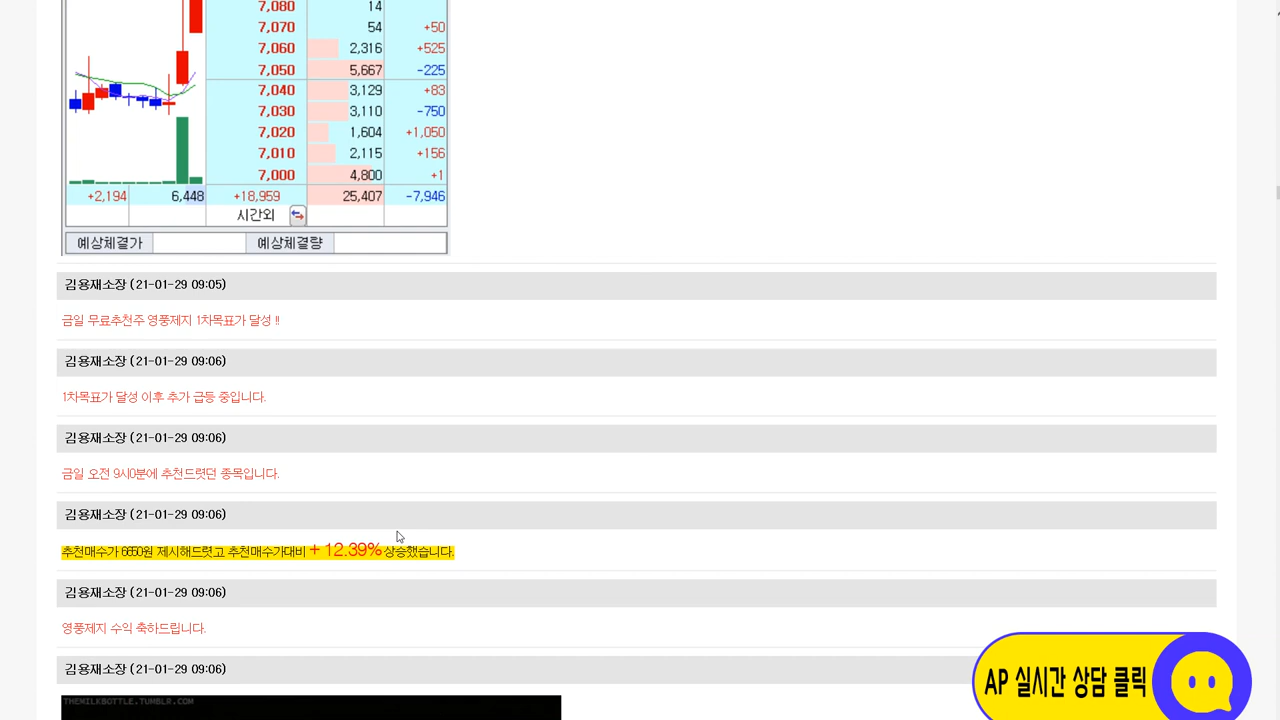 7,080 14
7,070 54 +50
7,060 2,316 +525
7,050 5,667 -225
7,040 3,129 +83
7,030 3,110 -750
7,020 1,604 +1,050
7,010 2,115 +156
7,000 4,800 +1
+2,194 6,448 +18,959 25,407 -7,946
시간외
예상체결가 예상체결량
김용재소장 (21-01-29 09:05)
금일 무료추천주 영풍제지 1차목표가 달성 !!
김용재소장 (21-01-29 09:06)
1차목표가 달성 이후 추가 급등 중입니다.
김용재소장 (21-01-29 09:06)
금일 오전 9시0분에 추천드렷던 종목입니다.
김용재소장 (21-01-29 09:06)
추천매수가 6650원 제시해드렷고 추천매수가대비 + 12.39% 상승했습니다.
김용재소장 (21-01-29 09:06)
영풍제지 수익 축하드립니다.
김용재소장 (21-01-29 09:06)
THEMILKBOTTLE.TUMBLR.COM
AP 실시간 상담 클릭